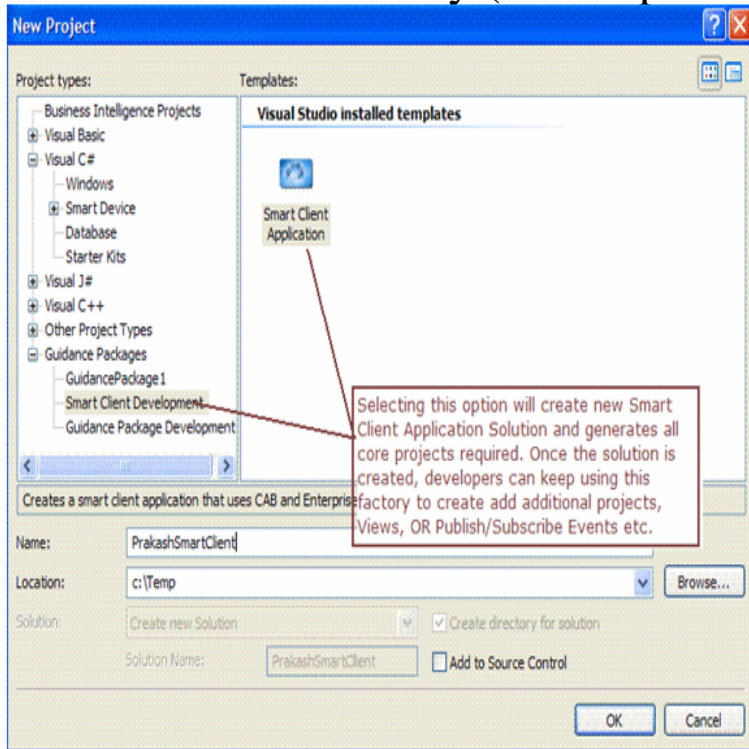 New Project
Project types:
Templates:
Business Intelligence Projects
Visual Basic
Visual C#
Windows
Smart Device
Database
Starter Kits
Visual J#
Visual C++
Other Project Types
Guidance Packages
GuidancePackage1
Smart Client Development
Guidance Package Development
Visual Studio installed templates
Smart Client
Application
Selecting this option will create new Smart
Client Application Solution and generates all
core projects required. Once the solution is
created, developers can keep using this
factory to create add additional projects,
Views, OR Publish/Subscribe Events etc.
Creates a smart client application that uses CAB and Enterprise
Name:
PrakashSmartClient
Location:
c:\Temp
Browse...
Solution:
Create new Solution
Create directory for solution
Solution Name:
PrakashSmartClient
Add to Source Control
OK
Cancel